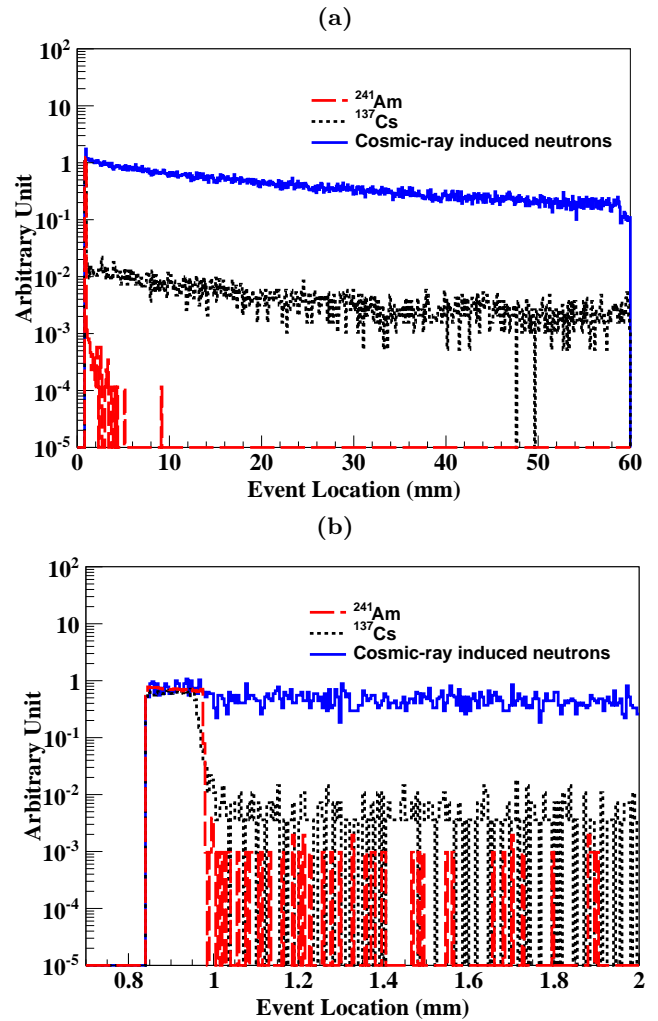 (a)
Arbitrary Unit
10²
10
1
10⁻¹
10⁻²
10⁻³
10⁻⁴
10⁻⁵
²⁴¹Am
¹³⁷Cs
Cosmic-ray induced neutrons
0 10 20 30 40 50 60
Event Location (mm)
(b)
Arbitrary Unit
10²
10
1
10⁻¹
10⁻²
10⁻³
10⁻⁴
10⁻⁵
²⁴¹Am
¹³⁷Cs
Cosmic-ray induced neutrons
0.8 1 1.2 1.4 1.6 1.8 2
Event Location (mm)